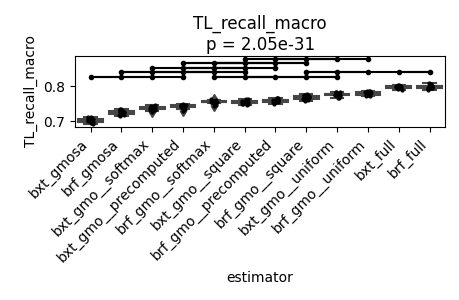 TL_recall_macro
p = 2.05e-31
TL_recall_macro
0.8
0.7
bxt_gmosa
brf_gmosa
bxt_gmo__softmax
bxt_gmo__precomputed
brf_gmo__softmax
bxt_gmo__square
brf_gmo__precomputed
brf_gmo__square
bxt_gmo__uniform
brf_gmo__uniform
bxt_full
brf_full
estimator